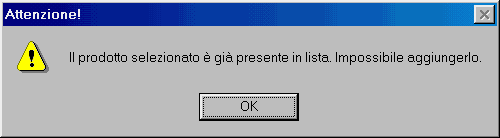 Attenzione!
Il prodotto selezionato è già presente in lista. Impossibile aggiungerlo.
OK